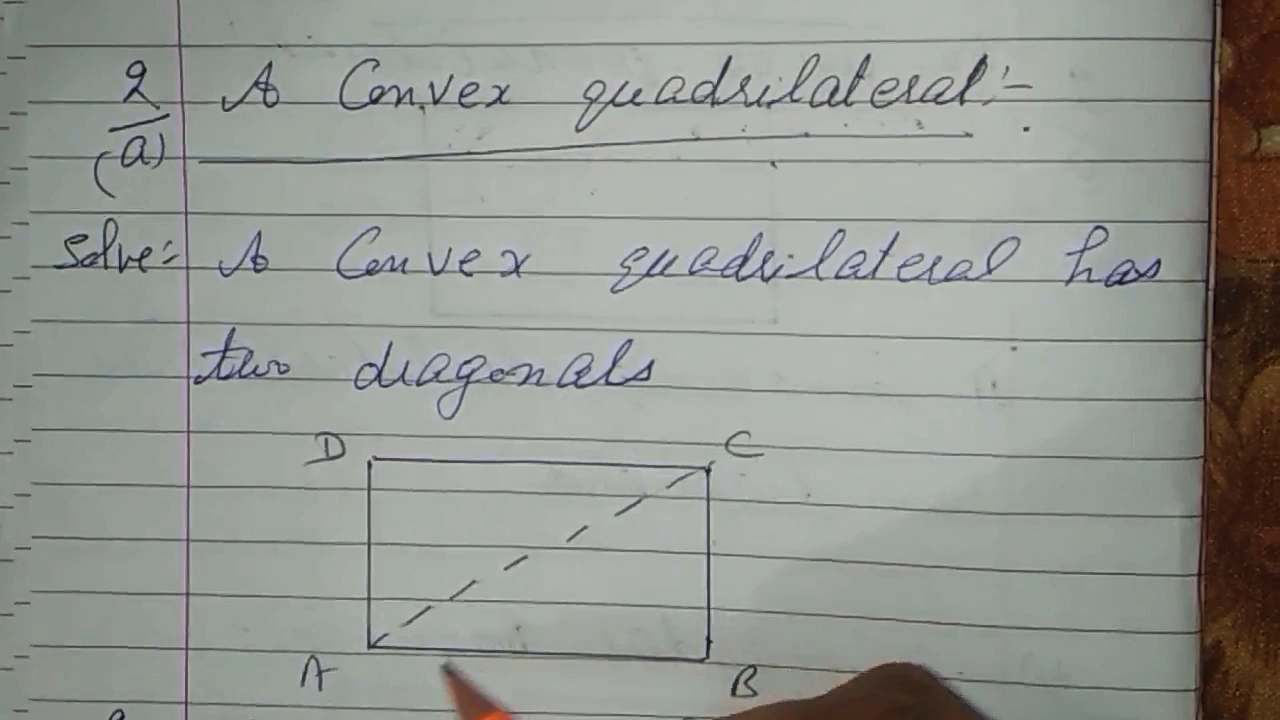 2 A Convex quadrilateral:-
(a)
Solve:- A Convex quadrilateral has
two diagonals
D C
A B